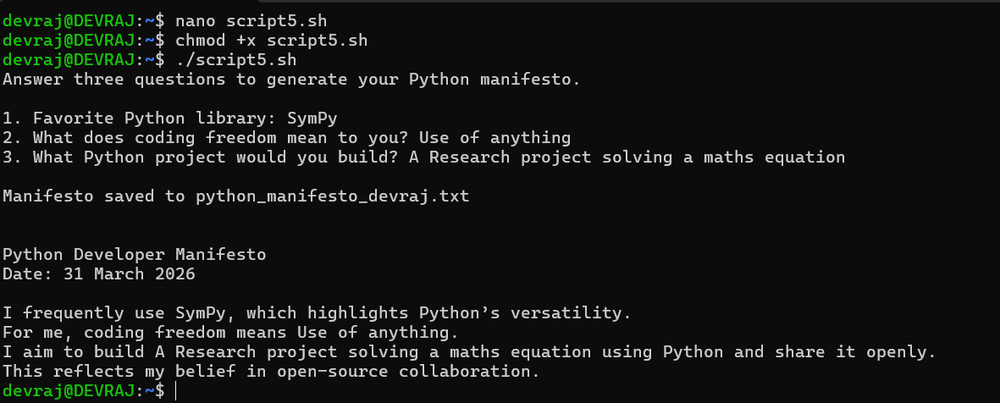 devraj@DEVRAJ:~$ nano script5.sh
devraj@DEVRAJ:~$ chmod +x script5.sh
devraj@DEVRAJ:~$ ./script5.sh
Answer three questions to generate your Python manifesto.
1. Favorite Python library: SymPy
2. What does coding freedom mean to you? Use of anything
3. What Python project would you build? A Research project solving a maths equation
Manifesto saved to python_manifesto_devraj.txt
Python Developer Manifesto
Date: 31 March 2026
I frequently use SymPy, which highlights Python’s versatility.
For me, coding freedom means Use of anything.
I aim to build A Research project solving a maths equation using Python and share it openly.
This reflects my belief in open-source collaboration.
devraj@DEVRAJ:~$